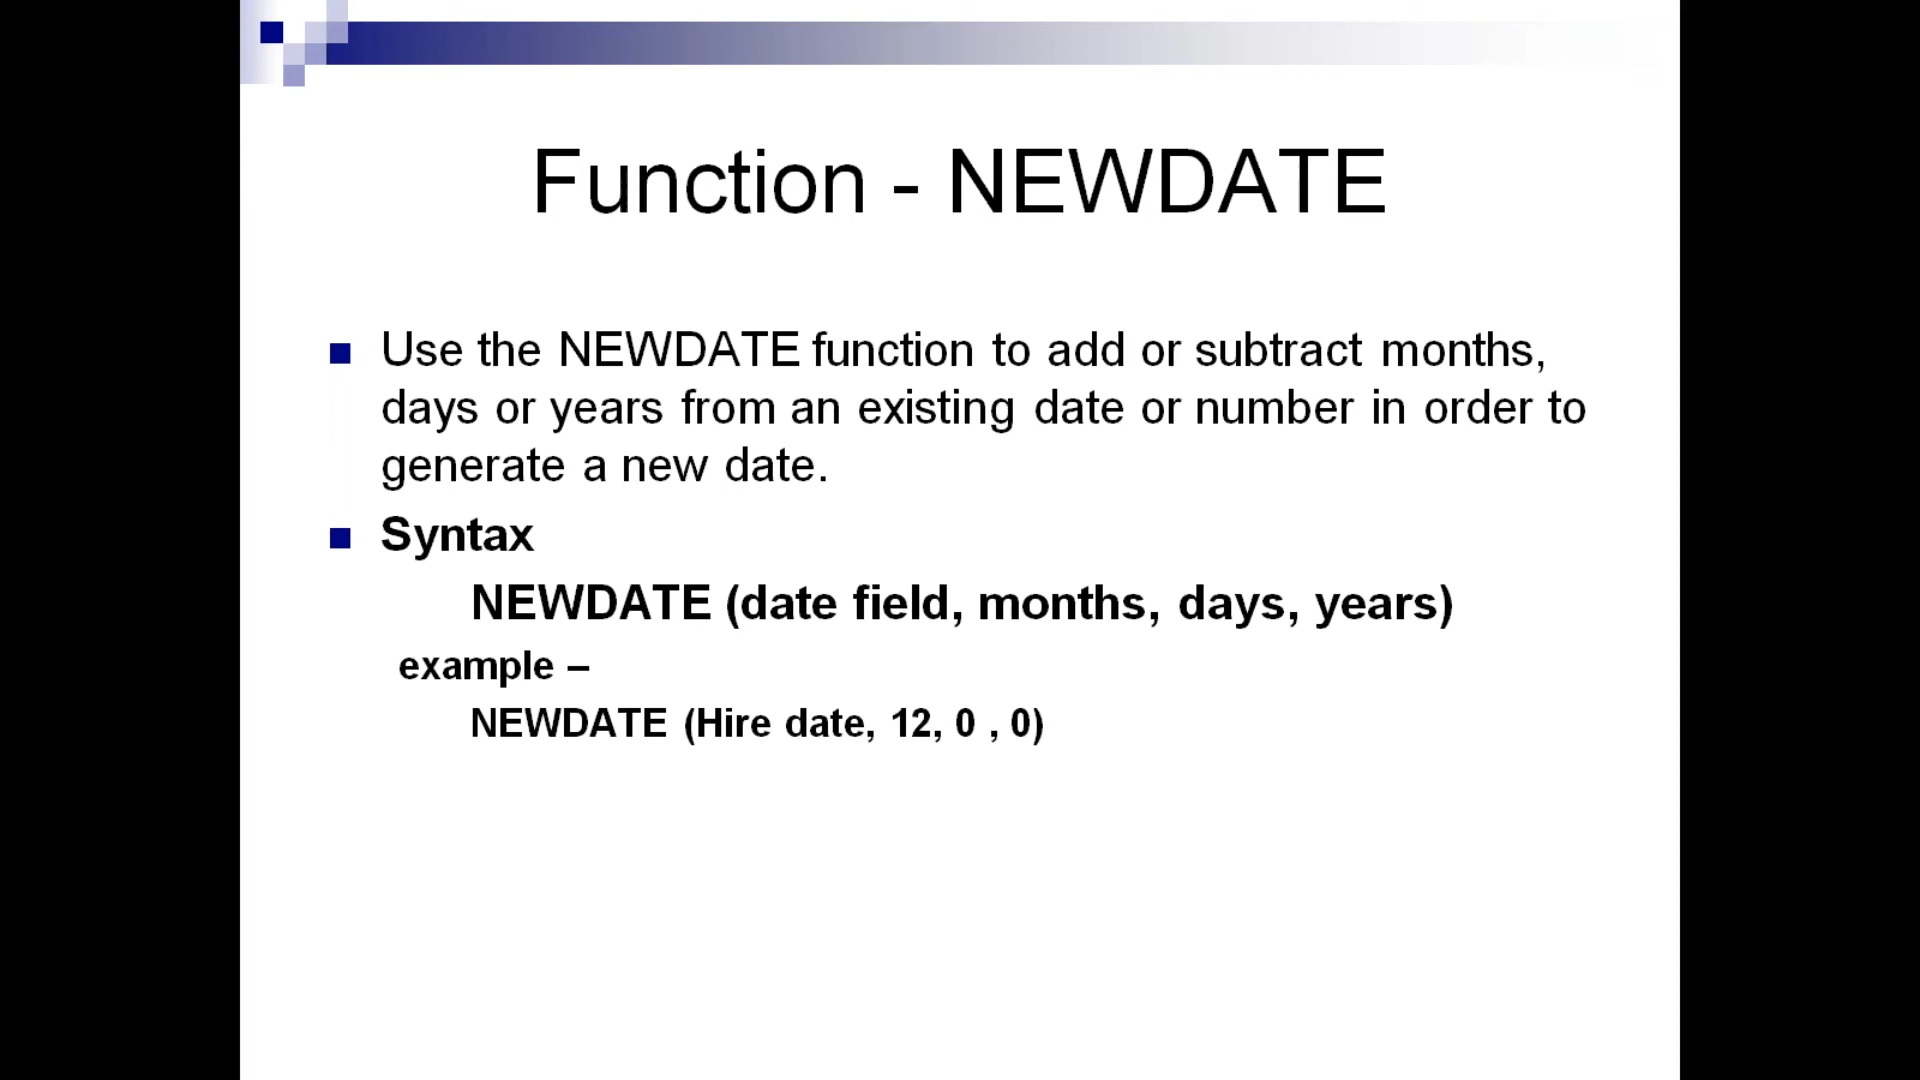 Function - NEWDATE
Use the NEWDATE function to add or subtract months,
days or years from an existing date or number in order to
generate a new date.
Syntax
NEWDATE (date field, months, days, years)
example –
NEWDATE (Hire date, 12, 0 , 0)